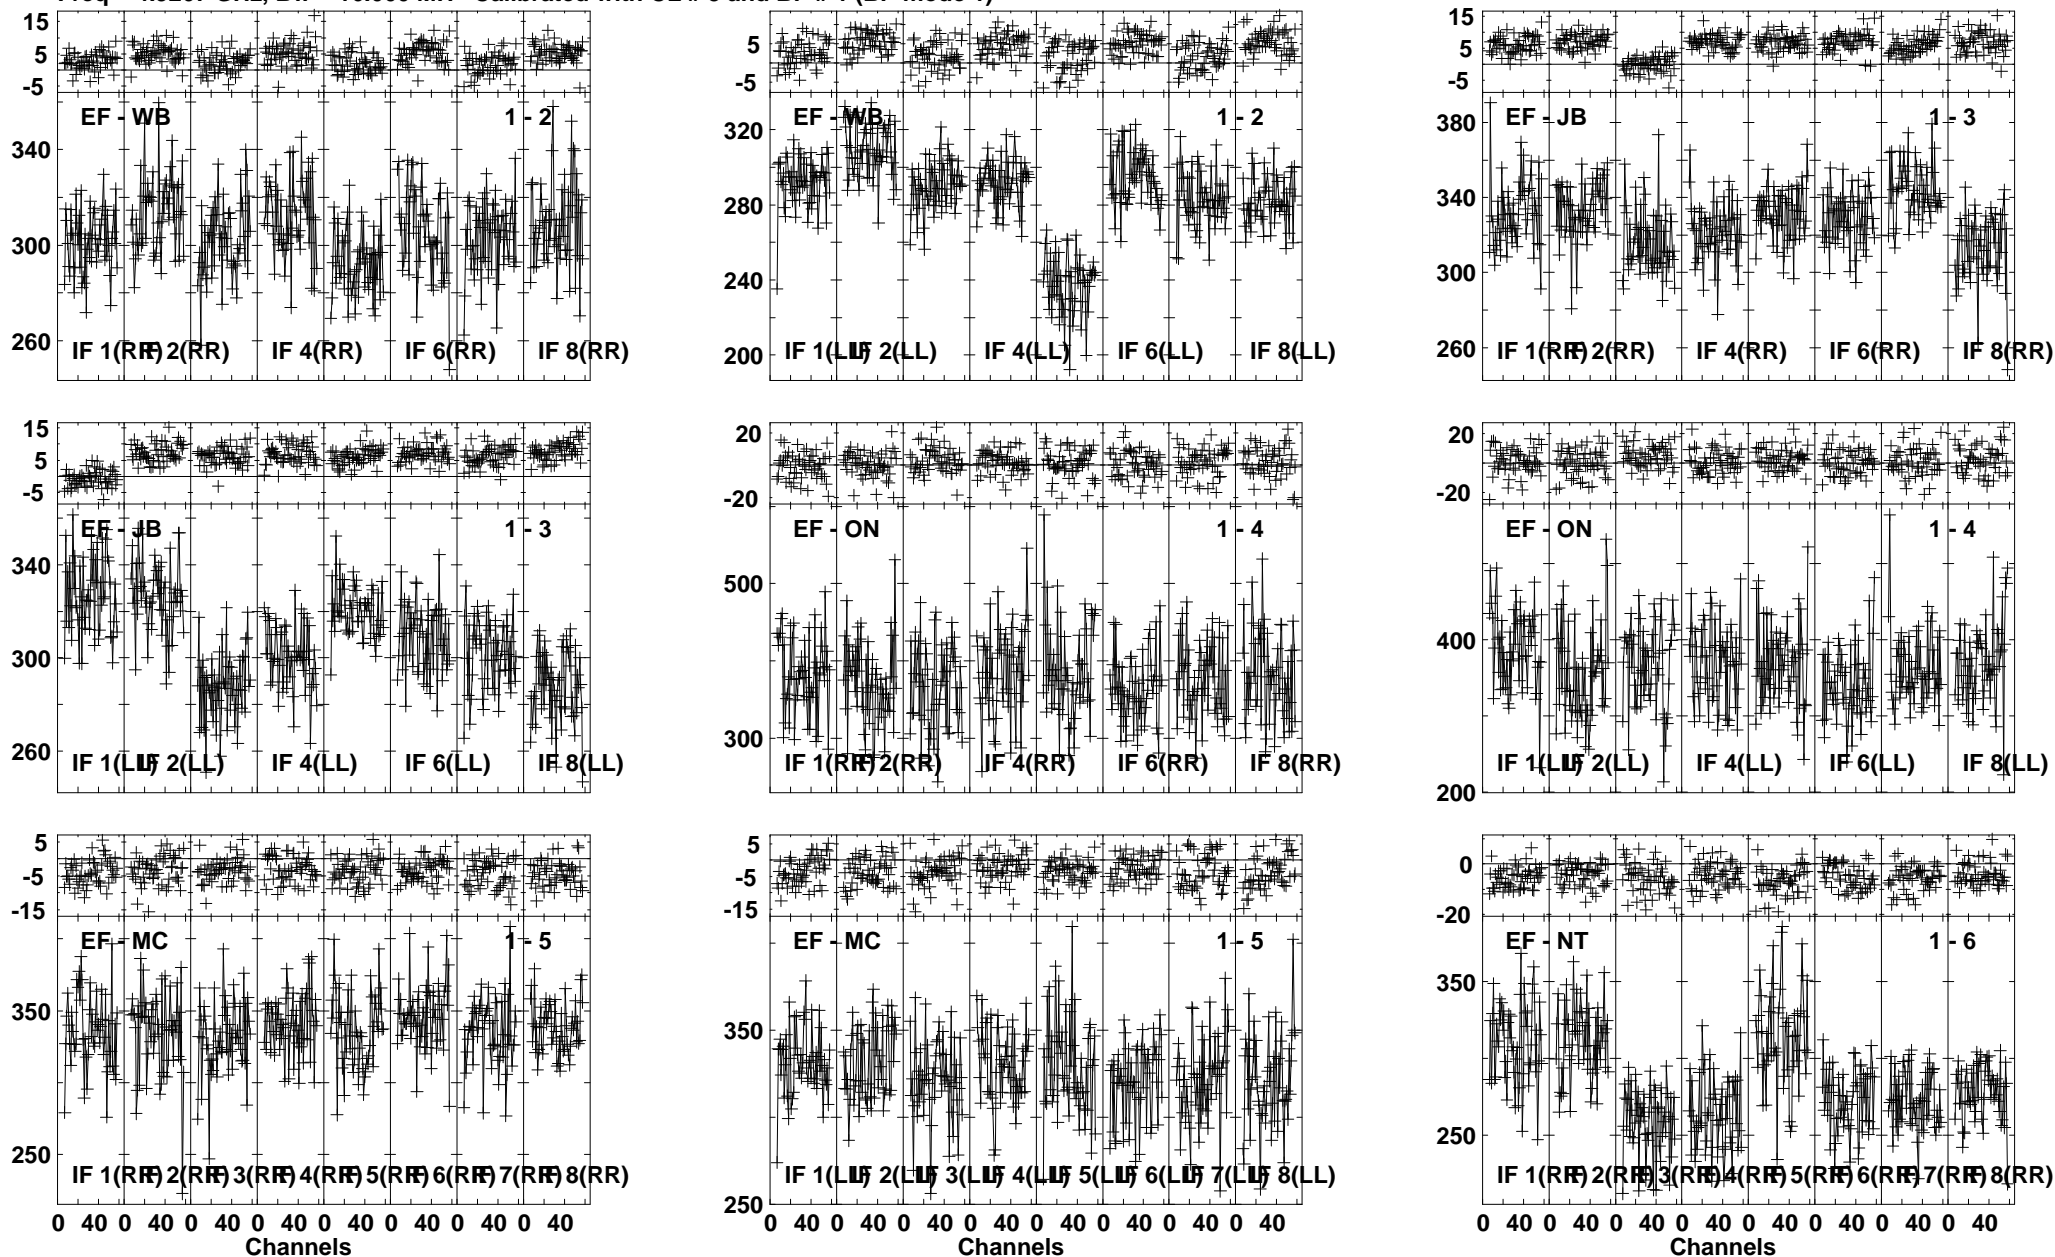 15 5 -5
EF - WB 1 - 2
340 300 260
IF 1(RR) IF 2(RR) IF 4(RR) IF 6(RR) IF 8(RR)
5 -5
EF - WB 1 - 2
320 280 240 200
IF 1(LL) IF 2(LL) IF 4(LL) IF 6(LL) IF 8(LL)
15 5 -5
EF - JB 1 - 3
380 340 300 260
IF 1(RR) IF 2(RR) IF 4(RR) IF 6(RR) IF 8(RR)
15 5 -5
EF - JB 1 - 3
340 300 260
IF 1(LL) IF 2(LL) IF 4(LL) IF 6(LL) IF 8(LL)
20 0 -20
EF - ON 1 - 4
500 300
IF 1(RR) IF 2(RR) IF 4(RR) IF 6(RR) IF 8(RR)
20 0 -20
EF - ON 1 - 4
400 200
IF 1(LL) IF 2(LL) IF 4(LL) IF 6(LL) IF 8(LL)
5 -5 -15
EF - MC 1 - 5
350 250
IF 1(RR) IF 2(RR) IF 3(RR) IF 4(RR) IF 5(RR) IF 6(RR) IF 7(RR) IF 8(RR)
0 40 0 40 0 40 0 40 0 40 0 40 0 40 0 40
Channels
5 -5 -15
EF - MC 1 - 5
350 250
IF 1(LL) IF 2(LL) IF 3(LL) IF 4(LL) IF 5(LL) IF 6(LL) IF 7(LL) IF 8(LL)
0 40 0 40 0 40 0 40 0 40 0 40 0 40 0 40
Channels
0 -20
EF - NT 1 - 6
350 250
IF 1(RR) IF 2(RR) IF 3(RR) IF 4(RR) IF 5(RR) IF 6(RR) IF 7(RR) IF 8(RR)
0 40 0 40 0 40 0 40 0 40 0 40 0 40 0 40
Channels